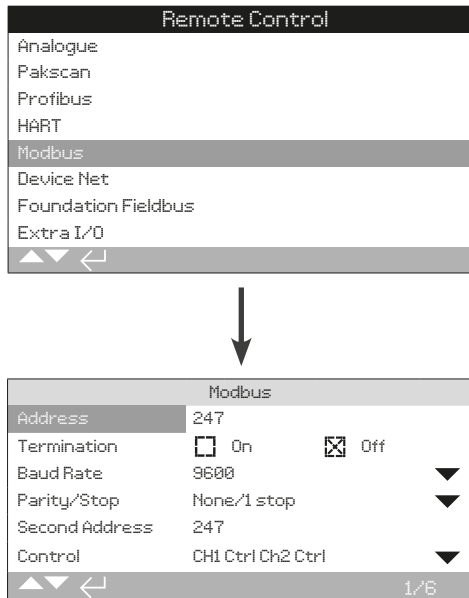 Remote Control
Analogue
Pakscan
Profibus
HART
Modbus
Device Net
Foundation Fieldbus
Extra I/O
Modbus
Address 247
Termination On Off
Baud Rate 9600
Parity/Stop None/1 stop
Second Address 247
Control CH1 Ctrl Ch2 Ctrl
1/6